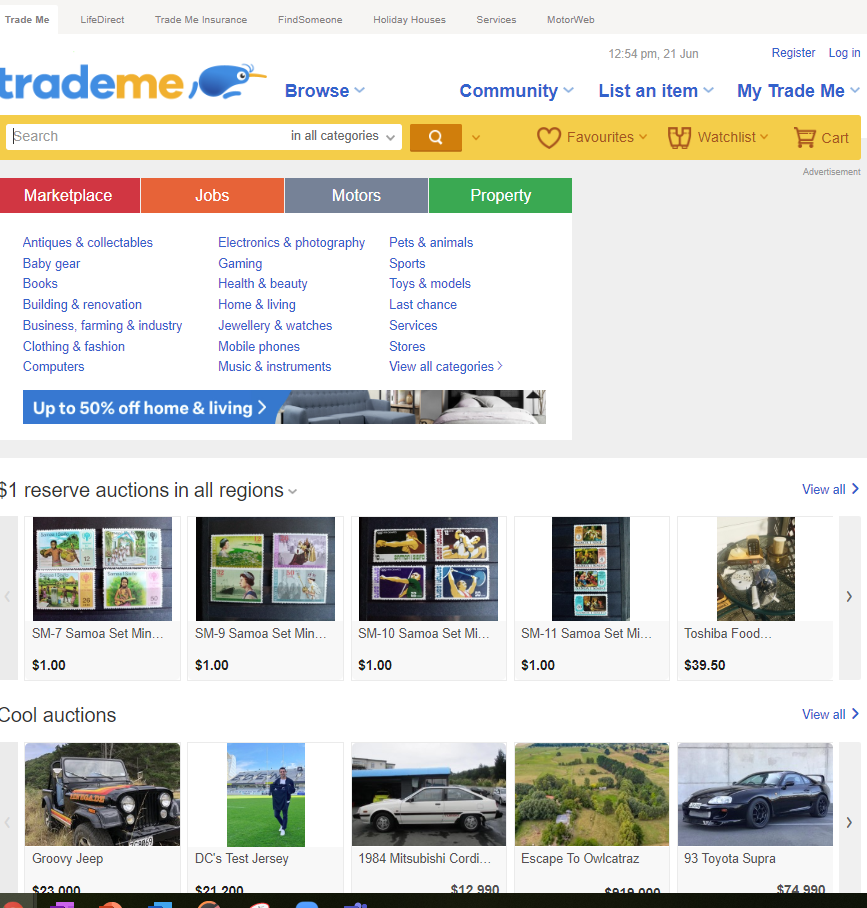 Trade Me LifeDirect Trade Me Insurance FindSomeone Holiday Houses Services MotorWeb
12:54 pm, 21 Jun Register Log in
trademe Browse Community List an item My Trade Me
Search in all categories Favourites Watchlist Cart
Advertisement
Marketplace Jobs Motors Property
Antiques & collectables Electronics & photography Pets & animals
Baby gear Gaming Sports
Books Health & beauty Toys & models
Building & renovation Home & living Last chance
Business, farming & industry Jewellery & watches Services
Clothing & fashion Mobile phones Stores
Computers Music & instruments View all categories >
Up to 50% off home & living >
$1 reserve auctions in all regions View all >
SM-7 Samoa Set Min... SM-9 Samoa Set Min... SM-10 Samoa Set Mi... SM-11 Samoa Set Mi... Toshiba Food...
$1.00 $1.00 $1.00 $1.00 $39.50
Cool auctions View all >
Groovy Jeep DC's Test Jersey 1984 Mitsubishi Cordi... Escape To Owlcatraz 93 Toyota Supra
$23,000 $21,200 $12,990 $919,000 $74,990